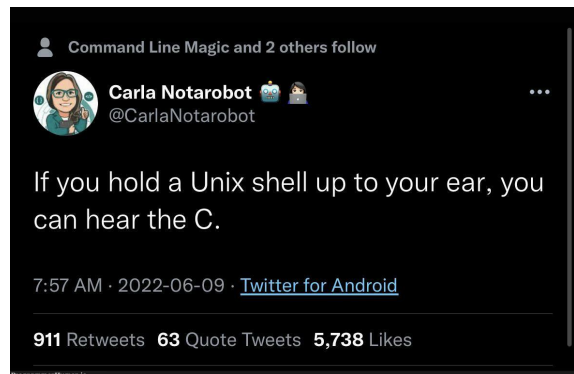 Command Line Magic and 2 others follow
Carla Notarobot 🤖 👩🏻‍💻
@CarlaNotarobot
If you hold a Unix shell up to your ear, you
can hear the C.
7:57 AM · 2022-06-09 · Twitter for Android
911 Retweets 63 Quote Tweets 5,738 Likes